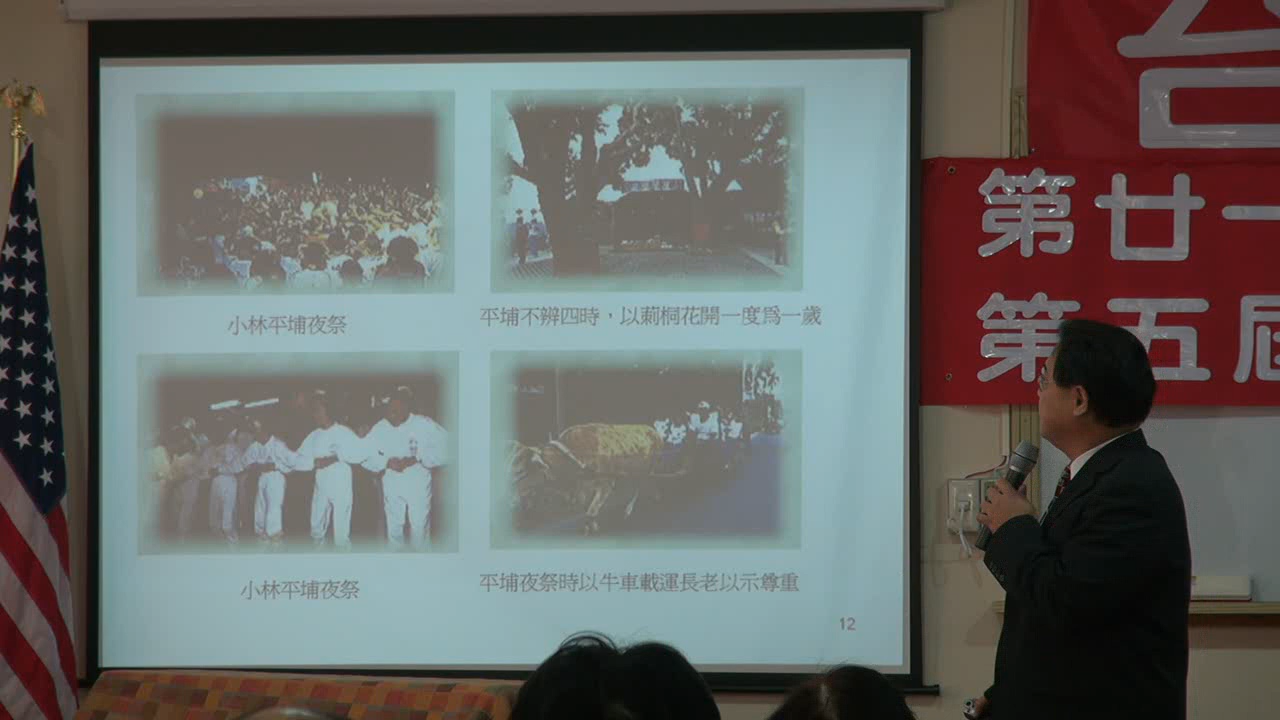 小林平埔夜祭
平埔不辨四時，以莿桐花開一度爲一歲
小林平埔夜祭
平埔夜祭時以牛車載運長老以示尊重
12
台
第廿一
第五屆